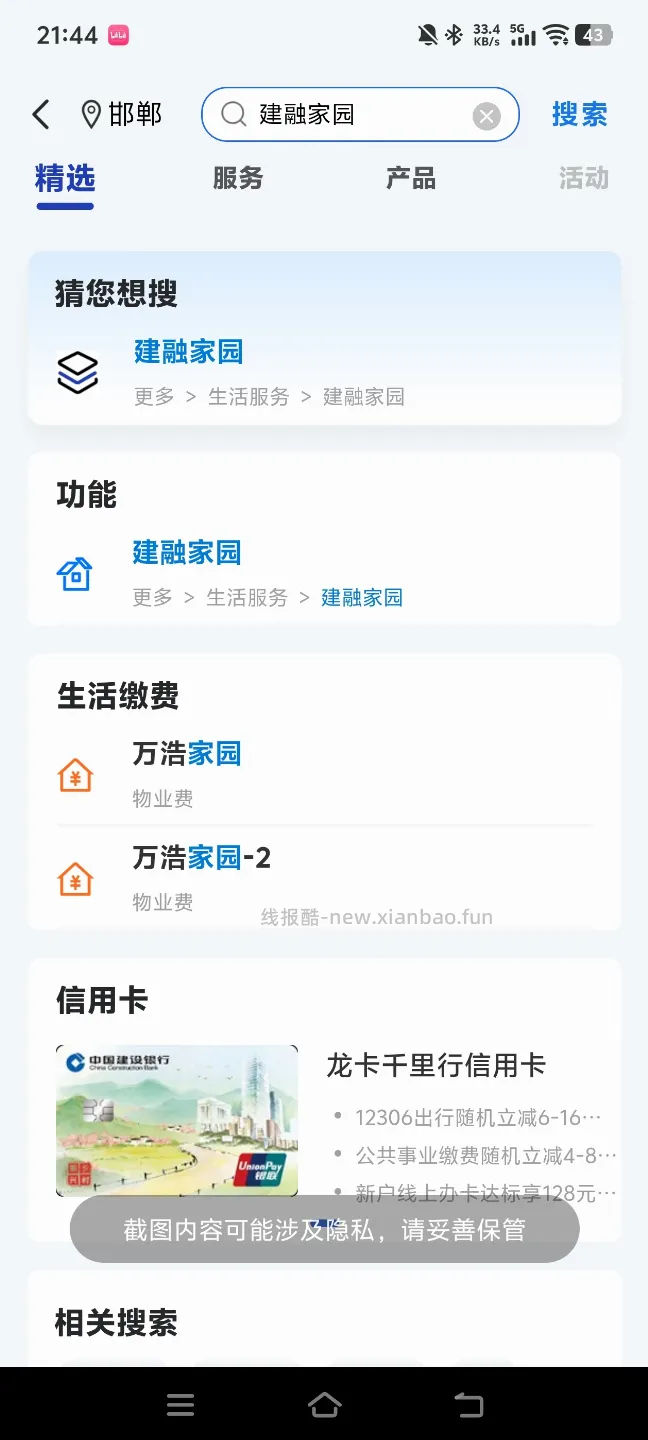 21:44
33.4 KB/s 5G 43
邯郸 建融家园 搜索
精选 服务 产品 活动
猜您想搜
建融家园
更多 > 生活服务 > 建融家园
功能
建融家园
更多 > 生活服务 > 建融家园
生活缴费
万浩家园
物业费
万浩家园-2
物业费
线报酷-new.xianbao.fun
信用卡
中国建设银行
China Construction Bank
UnionPay
银联
龙卡千里行信用卡
12306出行随机立减6-16…
公共事业缴费随机立减4-8…
新户线上办卡达标享128元…
截图内容可能涉及隐私，请妥善保管
相关搜索